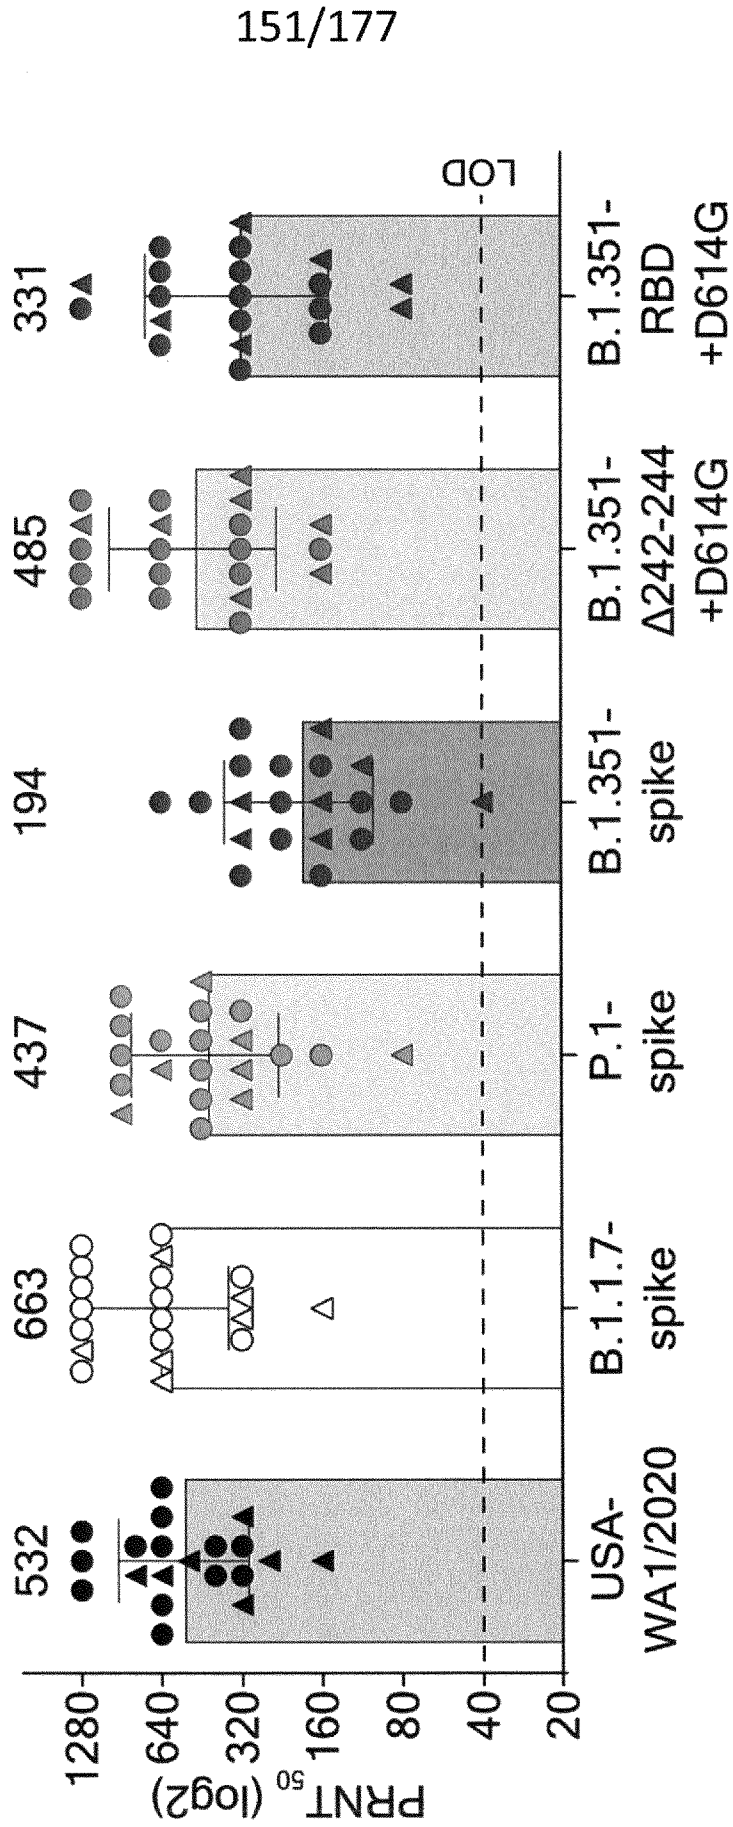 151/177
532
663
437
194
485
331
PRNT50 (log2)
1280
640
320
160
80
40
20
LOD
USA-
WA1/2020
B.1.1.7-
spike
P.1-
spike
B.1.351-
spike
B.1.351-
Δ242-244
+D614G
B.1.351-
RBD
+D614G